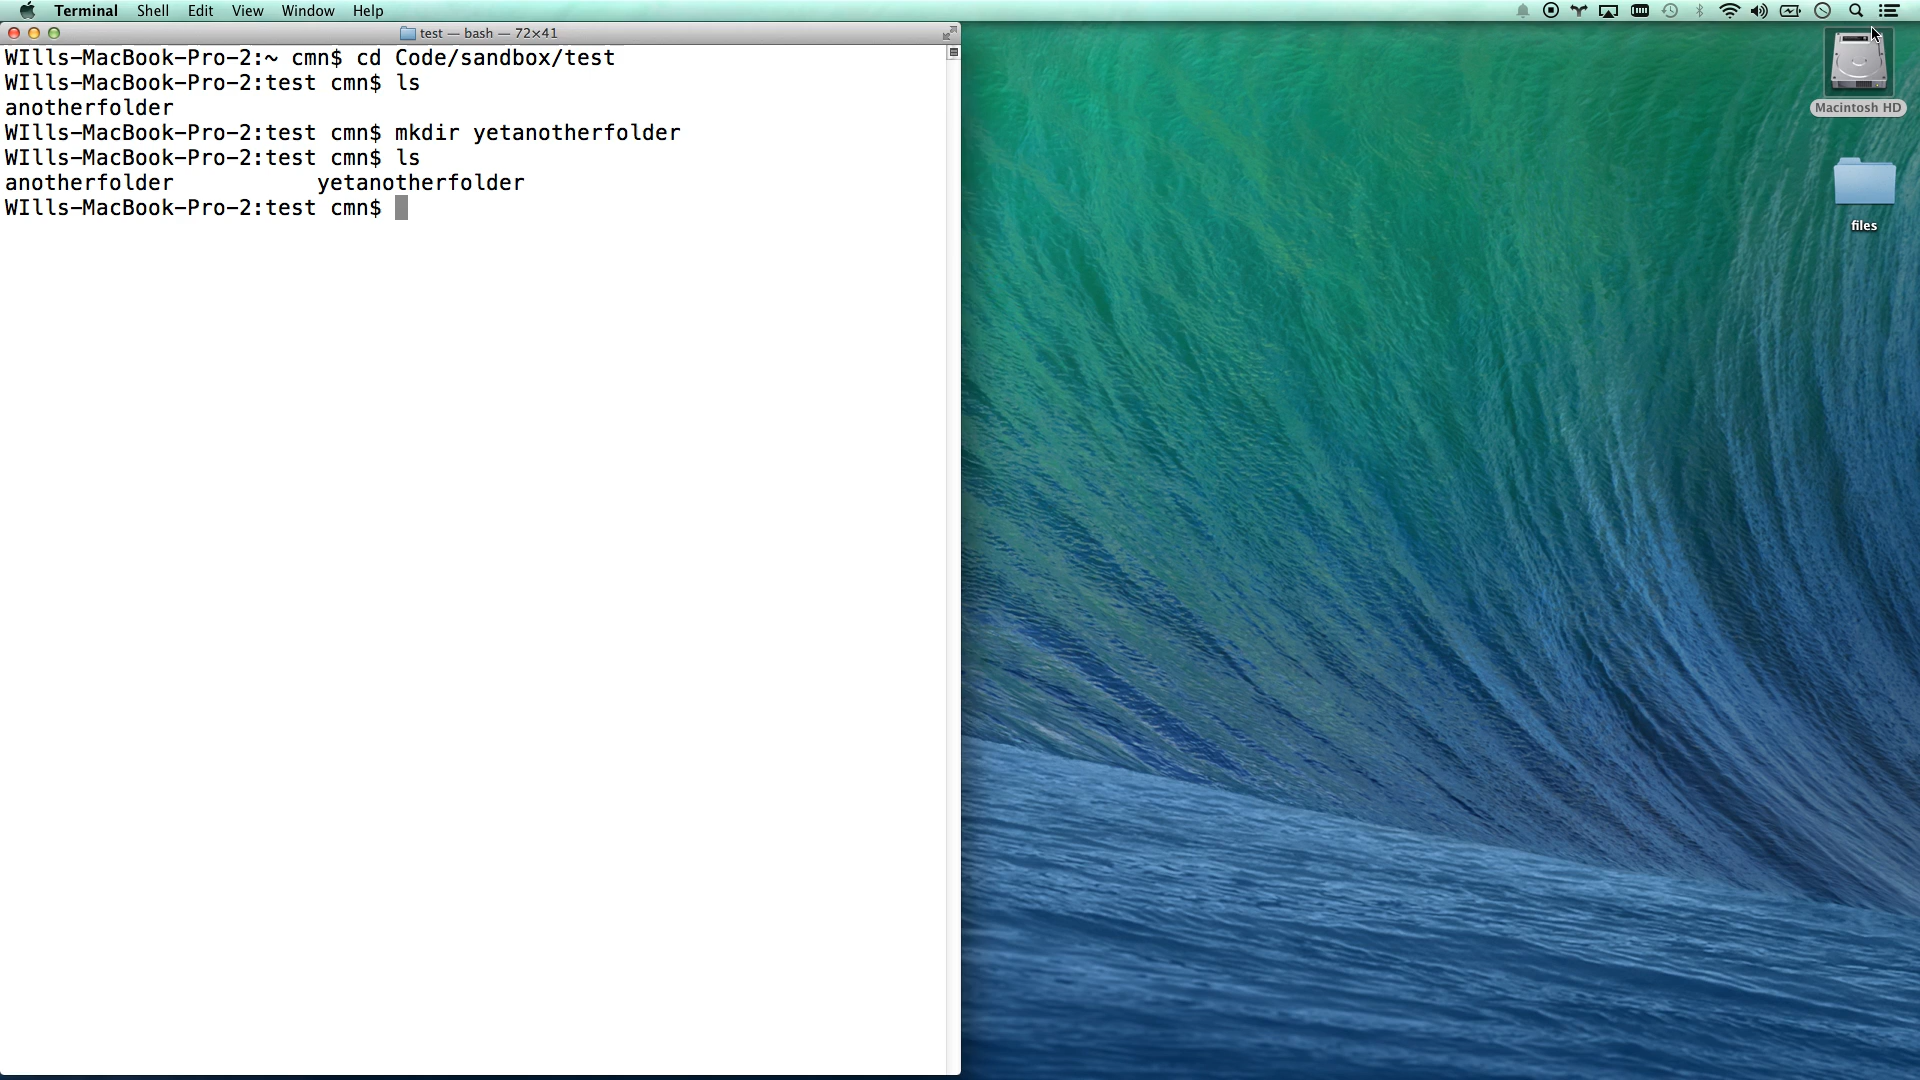 Terminal Shell Edit View Window Help
test — bash — 72×41
WIlls-MacBook-Pro-2:~ cmn$ cd Code/sandbox/test
WIlls-MacBook-Pro-2:test cmn$ ls
anotherfolder
WIlls-MacBook-Pro-2:test cmn$ mkdir yetanotherfolder
WIlls-MacBook-Pro-2:test cmn$ ls
anotherfolder yetanotherfolder
WIlls-MacBook-Pro-2:test cmn$
Macintosh HD
files